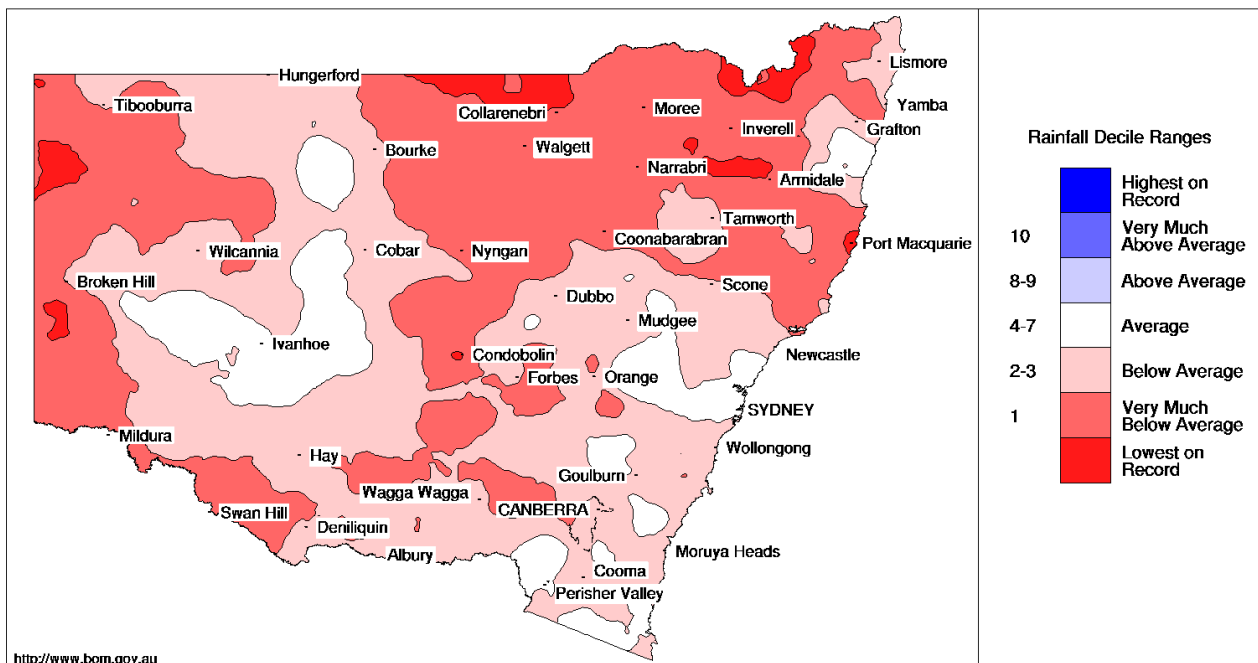 Hungerford
Lismore
Tibooburra
Collarenebri
Moree
Yamba
Inverell
Grafton
Bourke
Walgett
Narrabri
Armidale
Tamworth
Wilcannia
Cobar
Nyngan
Coonabarabran
Port Macquarie
Broken Hill
Scone
Dubbo
Mudgee
Ivanhoe
Condobolin
Newcastle
Forbes
Orange
SYDNEY
Mildura
Wollongong
Hay
Goulburn
Wagga Wagga
CANBERRA
Swan Hill
Deniliquin
Albury
Moruya Heads
Cooma
Perisher Valley
http://www.bom.gov.au
Rainfall Decile Ranges
Highest on
Record
10
Very Much
Above Average
8-9
Above Average
4-7
Average
2-3
Below Average
1
Very Much
Below Average
Lowest on
Record